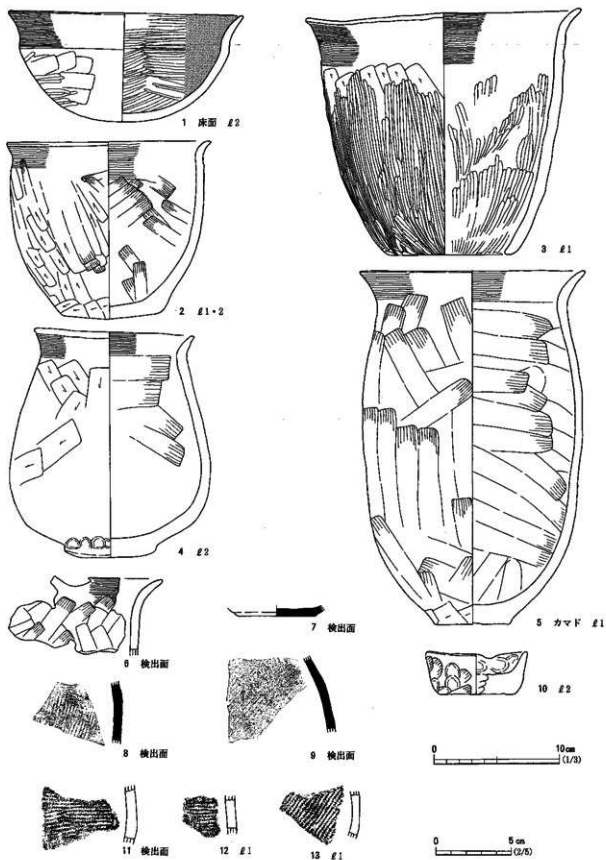 1 床面 ℓ2
2 ℓ1・2
3 ℓ1
4 ℓ2
5 カマド ℓ1
6 検出面
7 検出面
8 検出面
9 検出面
10 ℓ2
11 検出面
12 ℓ1
13 ℓ1
0 10cm
(1/3)
0 5cm
(2/5)